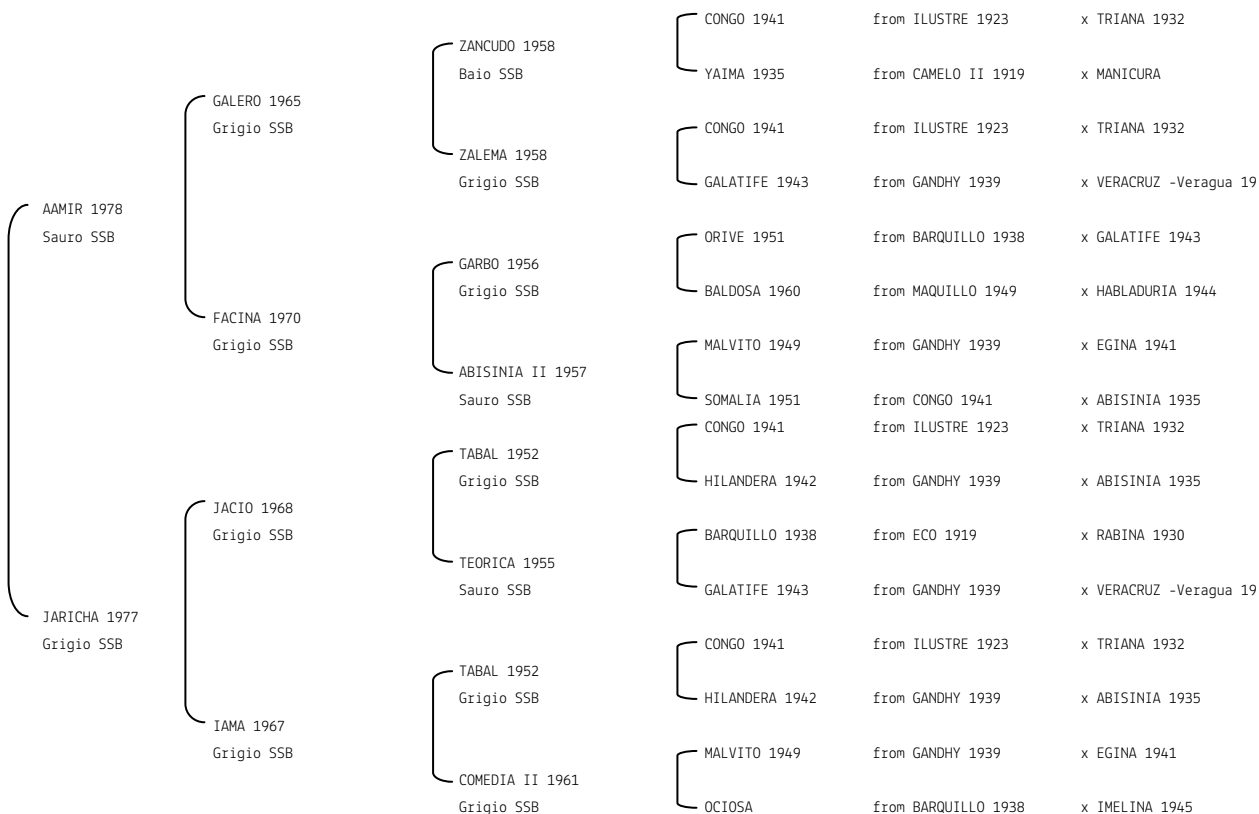 CONGO 1941 from ILUSTRE 1923 x TRIANA 1932
ZANCUDO 1958
Baio SSB YAIMA 1935 from CAMELO II 1919 x MANICURA
GALERO 1965
Grigio SSB CONGO 1941 from ILUSTRE 1923 x TRIANA 1932
ZALEMA 1958
Grigio SSB GALATIFE 1943 from GANDHY 1939 x VERACRUZ -Veragua 19
AAMIR 1978
Sauro SSB ORIVE 1951 from BARQUILLO 1938 x GALATIFE 1943
GARBO 1956
Grigio SSB BALDOSA 1960 from MAQUILLO 1949 x HABLADURIA 1944
FACINA 1970
Grigio SSB MALVITO 1949 from GANDHY 1939 x EGINA 1941
ABISINIA II 1957
Sauro SSB SOMALIA 1951 from CONGO 1941 x ABISINIA 1935
CONGO 1941 from ILUSTRE 1923 x TRIANA 1932
TABAL 1952
Grigio SSB HILANDERA 1942 from GANDHY 1939 x ABISINIA 1935
JACIO 1968
Grigio SSB BARQUILLO 1938 from ECO 1919 x RABINA 1930
TEORICA 1955
Sauro SSB GALATIFE 1943 from GANDHY 1939 x VERACRUZ -Veragua 19
JARICHA 1977
Grigio SSB CONGO 1941 from ILUSTRE 1923 x TRIANA 1932
TABAL 1952
Grigio SSB HILANDERA 1942 from GANDHY 1939 x ABISINIA 1935
IAMA 1967
Grigio SSB MALVITO 1949 from GANDHY 1939 x EGINA 1941
COMEDIA II 1961
Grigio SSB OCIOSA from BARQUILLO 1938 x IMELINA 1945